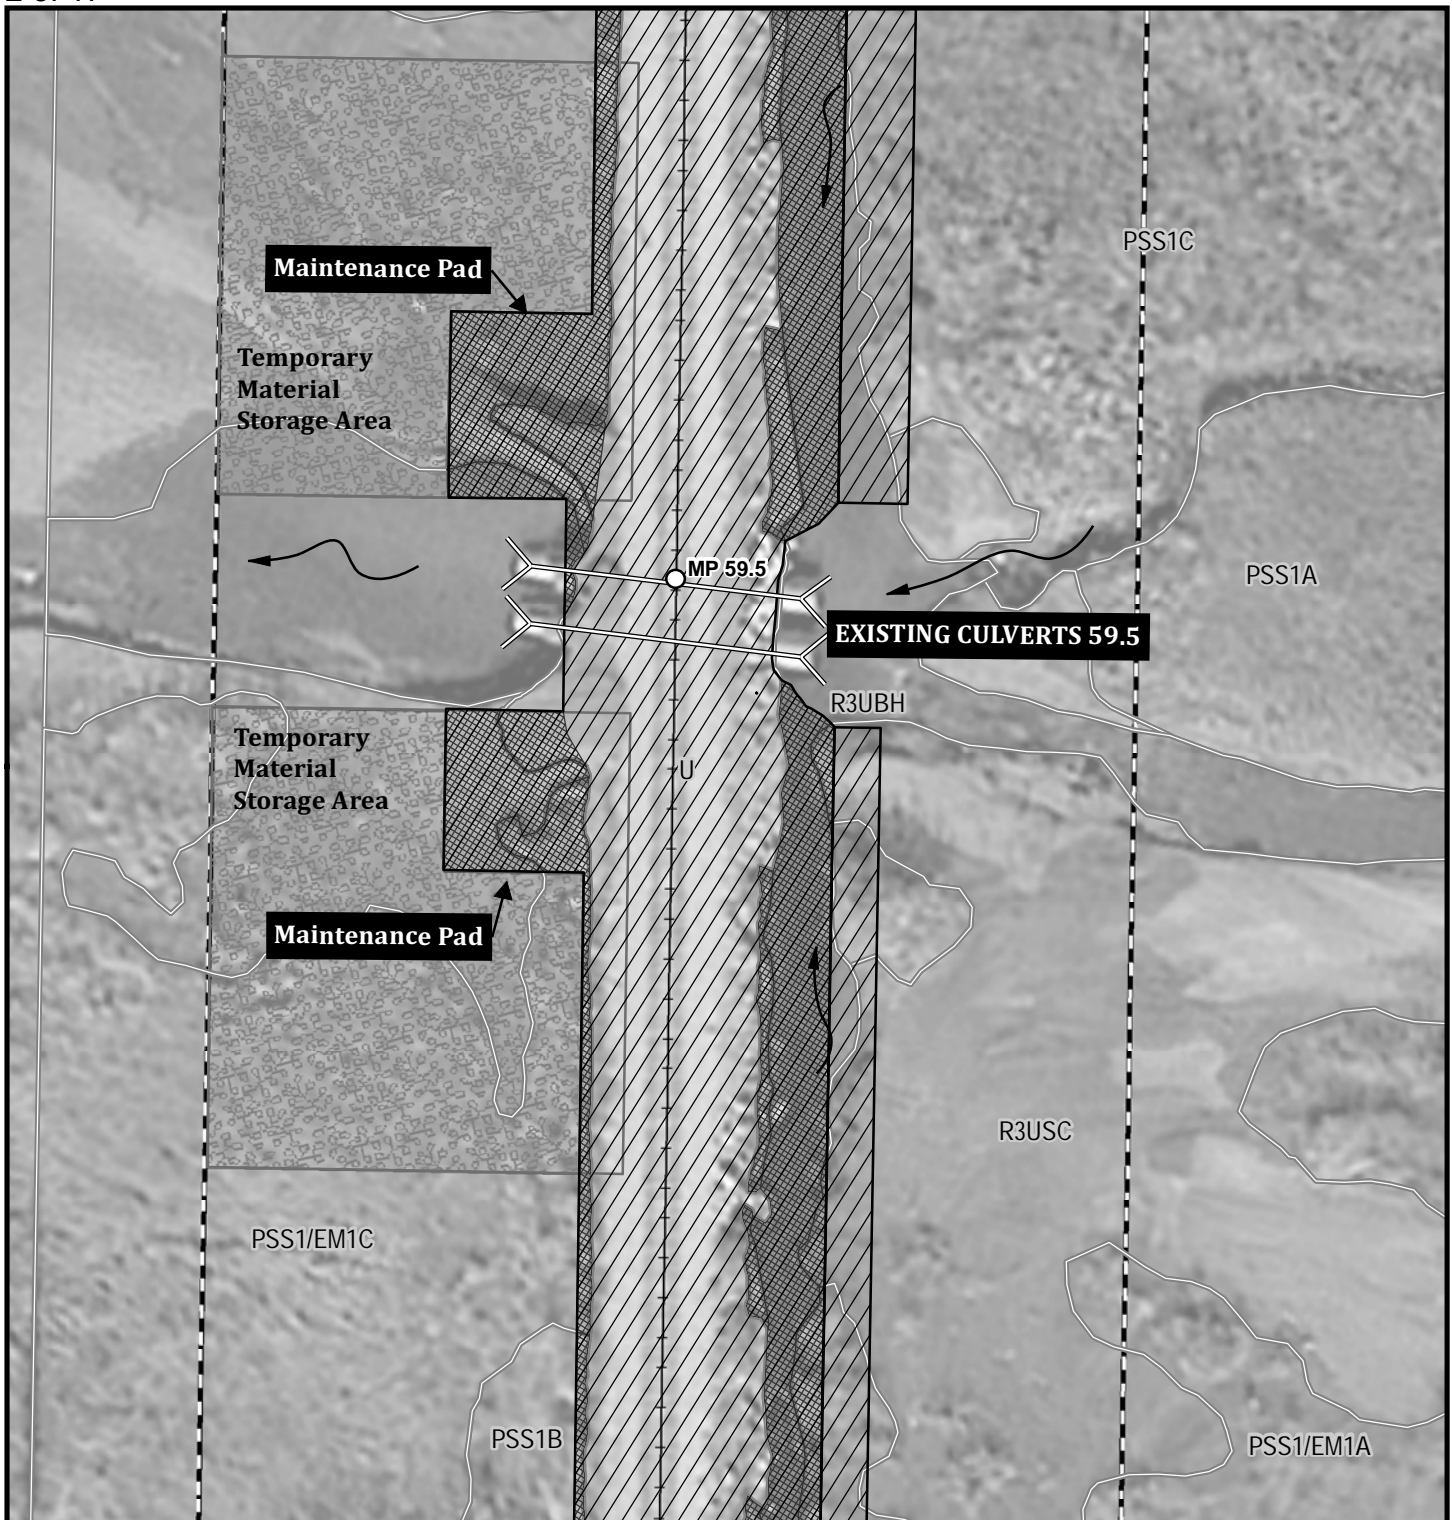 PSS1C
Maintenance Pad
Temporary
Material
Storage Area
MP 59.5
PSS1A
EXISTING CULVERTS 59.5
R3UBH
Temporary
Material
Storage Area
U
Maintenance Pad
R3USC
PSS1/EM1C
PSS1B
PSS1/EM1A